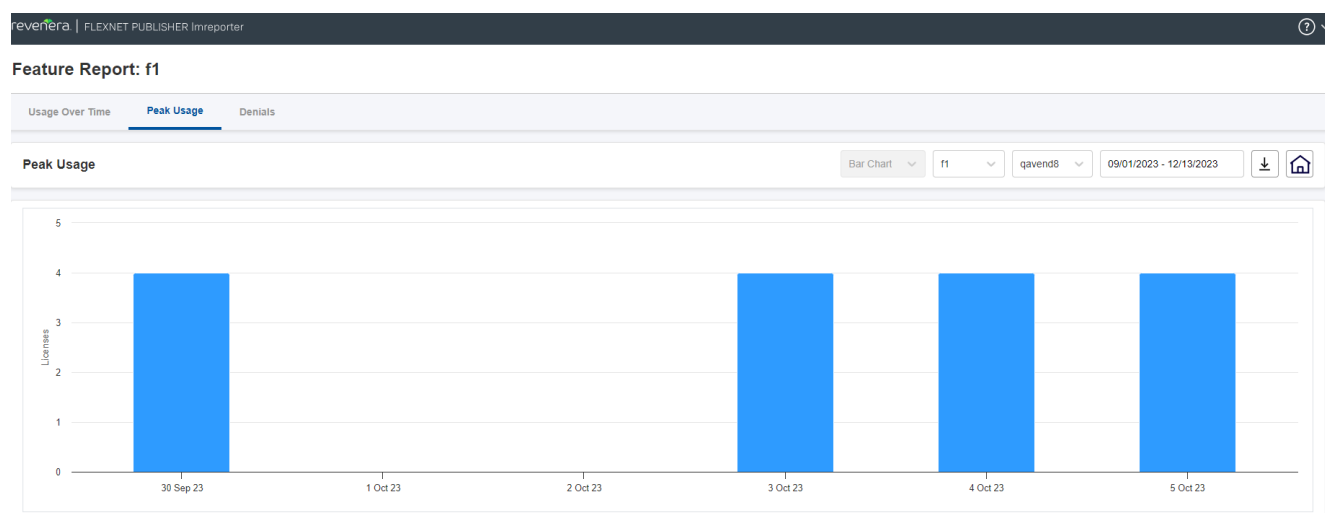 revenera. | FLEXNET PUBLISHER lmreporter
?
Feature Report: f1
Usage Over Time Peak Usage Denials
Peak Usage Bar Chart f1 qavend8 09/01/2023 - 12/13/2023
5
4
3
2
1
0
Licenses
30 Sep 23 1 Oct 23 2 Oct 23 3 Oct 23 4 Oct 23 5 Oct 23